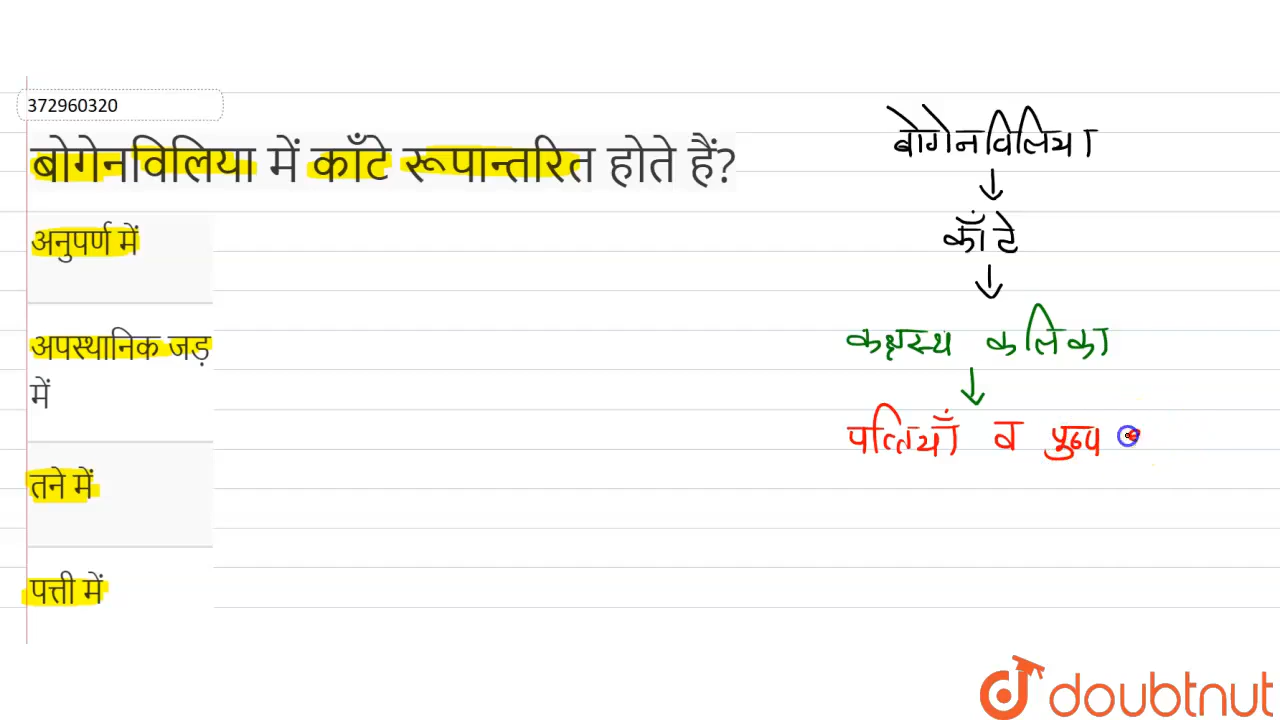 372960320
बोगेनविलिया में काँटे रूपान्तरित होते हैं?
अनुपर्ण में
अपस्थानिक जड़
में
तने में
पत्ती में
बोगेनविलिया
↓
काँटे
↓
कक्षस्थ कलिका
↓
पत्तियाँ व पुष्प
doubtnut